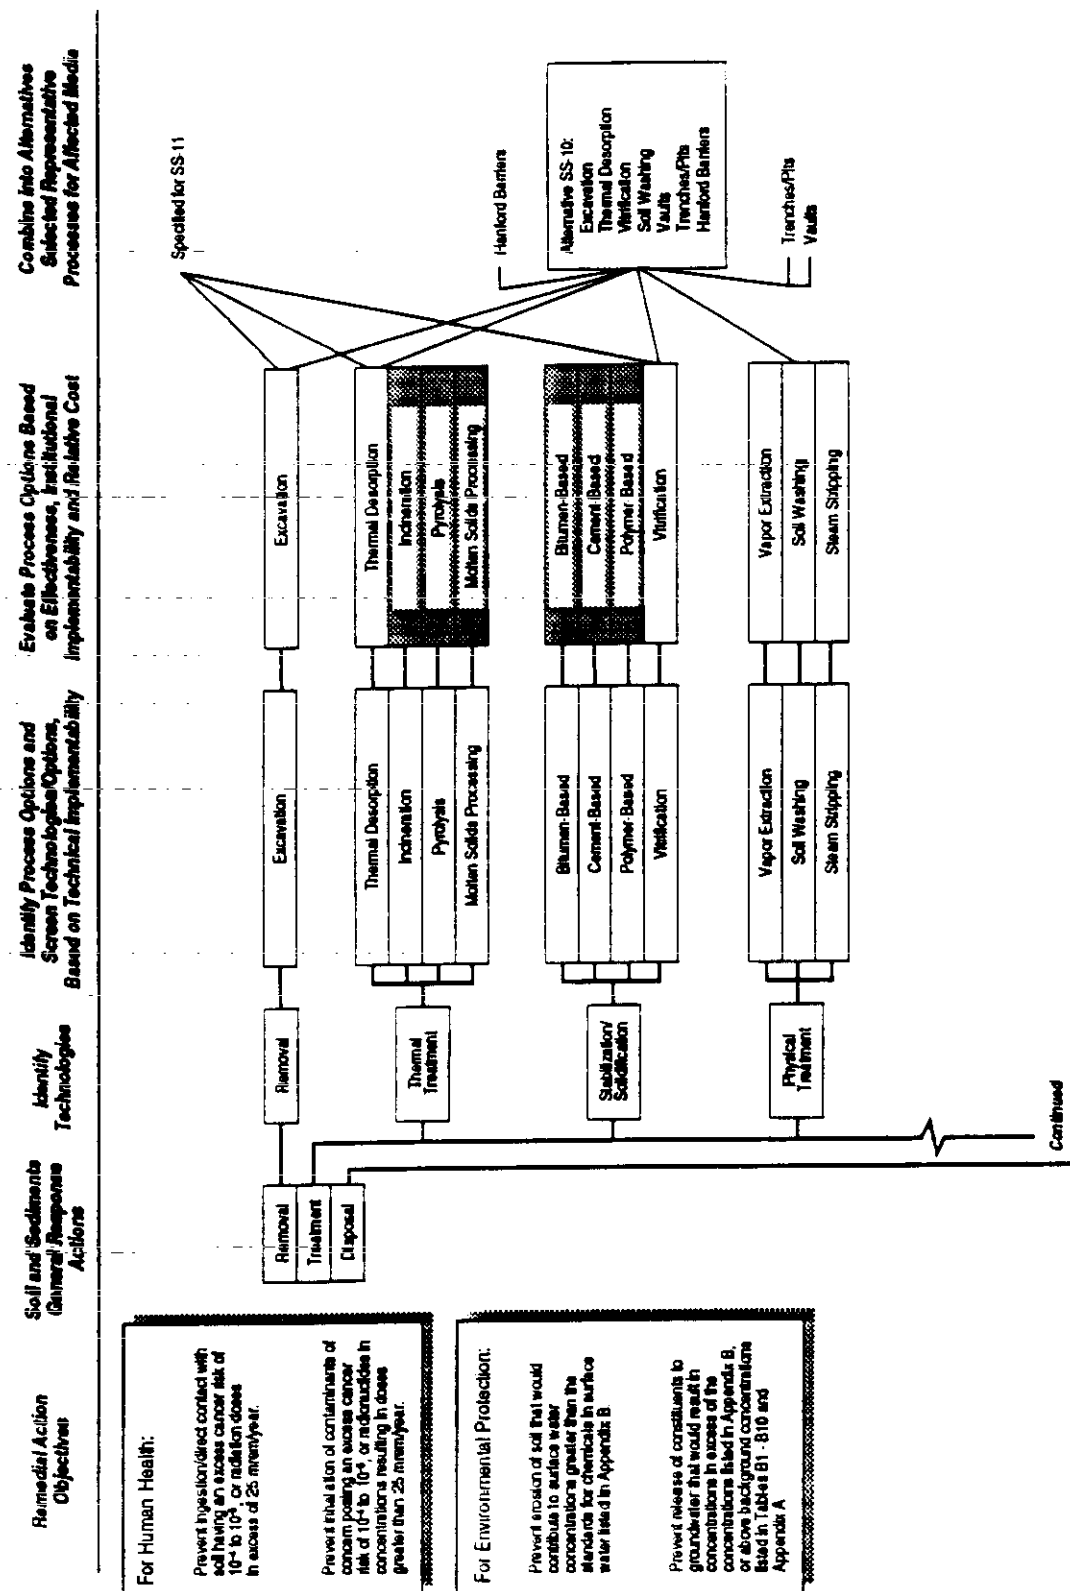 Remedial Action
Objectives
Soil and Sediments
General Response
Actions
Identify
Technologies
Identify Process Options and
Screen Technologies/Options,
Based on Technical Implementability
Evaluate Process Options Based
on Effectiveness, Institutional
Implementability and Relative Cost
Combine into Alternatives
Selected Representative
Processes for Affected Media
For Human Health:
Prevent ingestion/direct contact with
soil having an excess cancer risk of
10⁻⁴ to 10⁻⁶, or radiation doses
in excess of 25 mrem/year.
Prevent inhalation of contaminants of
concern posing an excess cancer
risk of 10⁻⁴ to 10⁻⁶, or radionuclides in
concentrations resulting in doses
greater than 25 mrem/year.
For Environmental Protection:
Prevent erosion of soil that would
contribute to surface water
concentrations greater than the
standards for chemicals in surface
water listed in Appendix B.
Prevent release of constituents to
groundwater that would result in
concentrations in excess of the
concentrations listed in Appendix B,
or above background concentrations
listed in Tables B1 - B10 and
Appendix A
Removal
Treatment
Disposal
Removal
Excavation
Excavation
Thermal
Treatment
Thermal Desorption
Incineration
Pyrolysis
Molten Solids Processing
Thermal Desorption
Incineration
Pyrolysis
Molten Solids Processing
Stabilization/
Solidification
Bitumen-Based
Cement-Based
Polymer-Based
Vitrification
Bitumen-Based
Cement-Based
Polymer Based
Vitrification
Physical
Treatment
Vapor Extraction
Soil Washing
Steam Stripping
Vapor Extraction
Soil Washing
Steam Stripping
Specified for SS-11
Hanford Barriers
Alternative SS-10:
Excavation
Thermal Desorption
Vitrification
Soil Washing
Vaults
Trenches/Pits
Hanford Barriers
Trenches/Pits
Vaults
Continued